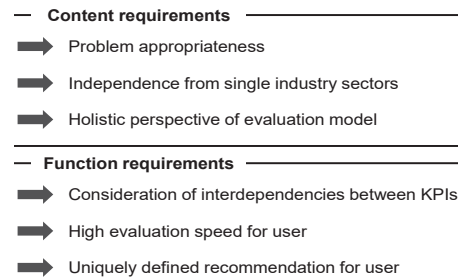 Content requirements
Problem appropriateness
Independence from single industry sectors
Holistic perspective of evaluation model
Function requirements
Consideration of interdependencies between KPIs
High evaluation speed for user
Uniquely defined recommendation for user